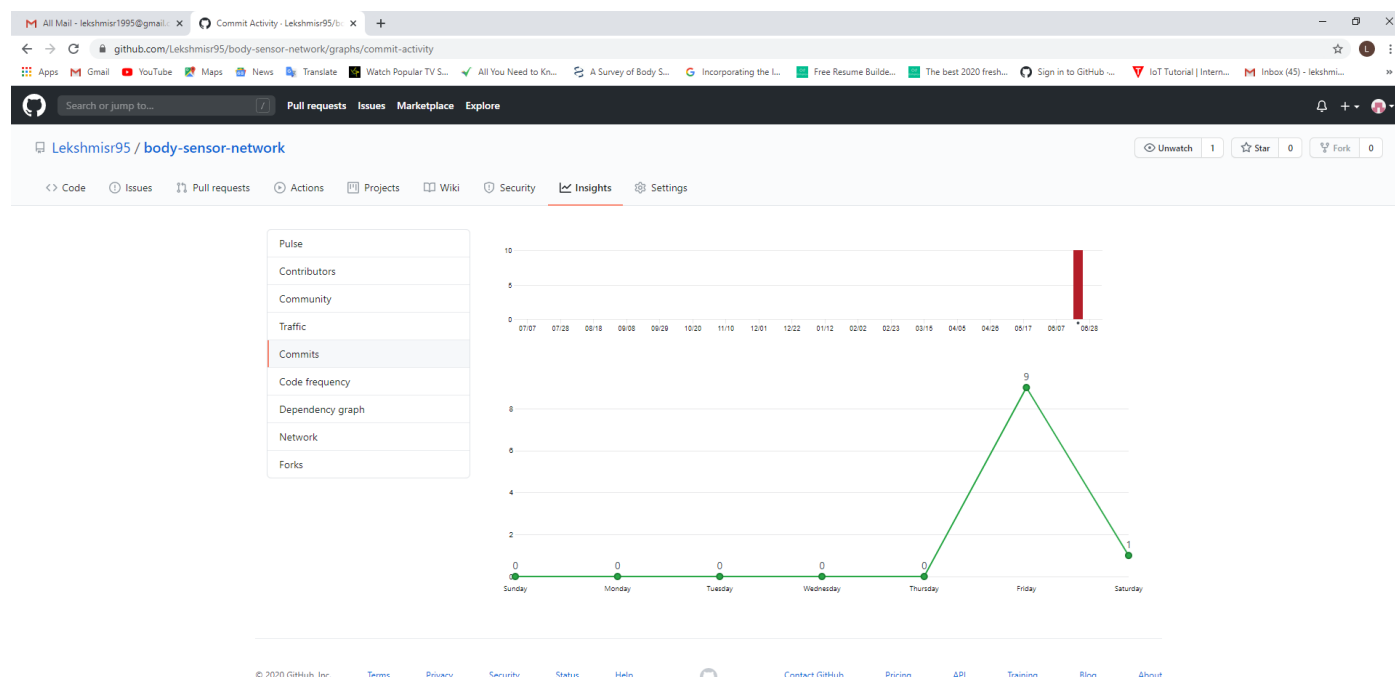 All Mail - lekshmisr1995@gmail.c
Commit Activity · Lekshmisr95/bo
github.com/Lekshmisr95/body-sensor-network/graphs/commit-activity
L
Apps Gmail YouTube Maps News Translate Watch Popular TV S... All You Need to Kn... A Survey of Body S... Incorporating the I... Free Resume Builde... The best 2020 fresh... Sign in to GitHub ·... IoT Tutorial | Intern... Inbox (45) - lekshmi... »
Search or jump to... / Pull requests Issues Marketplace Explore
Lekshmisr95 / body-sensor-network
Unwatch 1 Star 0 Fork 0
Code Issues Pull requests Actions Projects Wiki Security Insights Settings
Pulse
Contributors
Community
Traffic
Commits
Code frequency
Dependency graph
Network
Forks
10
5
0
07/07 07/28 08/18 09/08 09/29 10/20 11/10 12/01 12/22 01/12 02/02 02/23 03/15 04/05 04/26 05/17 06/07 06/28
9
8
6
4
2
1
0 0 0 0 0
0
Sunday Monday Tuesday Wednesday Thursday Friday Saturday
© 2020 GitHub, Inc. Terms Privacy Security Status Help Contact GitHub Pricing API Training Blog About